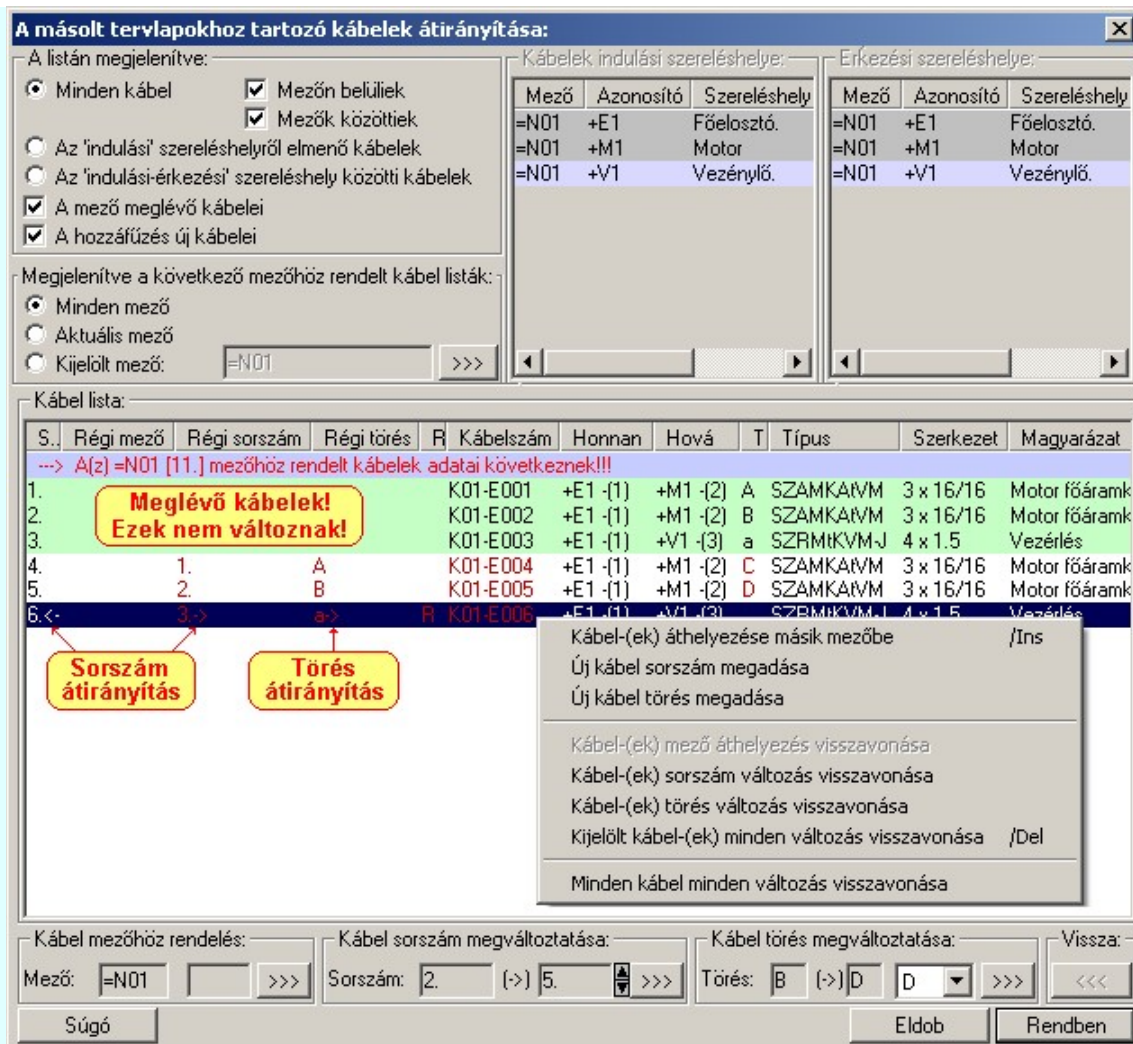 A másolt tervlapokhoz tartozó kábelek átirányítása:
A listán megjelenítve:
Minden kábel
Mezőn belüliek
Mezők közöttiek
Az 'indulási' szereléshelyről elmenő kábelek
Az 'indulási-érkezési' szereléshely közötti kábelek
A mező meglévő kábelei
A hozzáfűzés új kábelei
Kábelek indulási szereléshelye:
Mező Azonosító Szereléshely
=N01 +E1 Főelosztó.
=N01 +M1 Motor
=N01 +V1 Vezénylő.
Érkezési szereléshelye:
Mező Azonosító Szereléshely
=N01 +E1 Főelosztó.
=N01 +M1 Motor
=N01 +V1 Vezénylő.
Megjelenítve a következő mezőhöz rendelt kábel listák:
Minden mező
Aktuális mező
Kijelölt mező: =N01 >>>
Kábel lista:
S.. Régi mező Régi sorszám Régi törés R Kábelszám Honnan Hová T Típus Szerkezet Magyarázat
---> A(z) =N01 [11.] mezőhöz rendelt kábelek adatai következnek!!!
1. K01-E001 +E1 -(1) +M1 -(2) A SZAMKAtVM 3 x 16/16 Motor főáramk
2. K01-E002 +E1 -(1) +M1 -(2) B SZAMKAtVM 3 x 16/16 Motor főáramk
3. K01-E003 +E1 -(1) +V1 -(3) a SZRMtKVM-J 4 x 1.5 Vezérlés
Meglévő kábelek!
Ezek nem változnak!
4. 1. A K01-E004 +E1 -(1) +M1 -(2) C SZAMKAtVM 3 x 16/16 Motor főáramk
5. 2. B K01-E005 +E1 -(1) +M1 -(2) D SZAMKAtVM 3 x 16/16 Motor főáramk
6.<- 3.-> a-> R K01-E006 +E1 -(1) +V1 -(3) SZRMtKVM-J 4 x 1.5 Vezérlés
Sorszám
átirányítás
Törés
átirányítás
Kábel-(ek) áthelyezése másik mezőbe /Ins
Új kábel sorszám megadása
Új kábel törés megadása
Kábel-(ek) mező áthelyezés visszavonása
Kábel-(ek) sorszám változás visszavonása
Kábel-(ek) törés változás visszavonása
Kijelölt kábel-(ek) minden változás visszavonása /Del
Minden kábel minden változás visszavonása
Kábel mezőhöz rendelés:
Mező: =N01 >>>
Kábel sorszám megváltoztatása:
Sorszám: 2. (->) 5. >>>
Kábel törés megváltoztatása:
Törés: B (->) D D >>>
Vissza:
<<<
Súgó
Eldob
Rendben